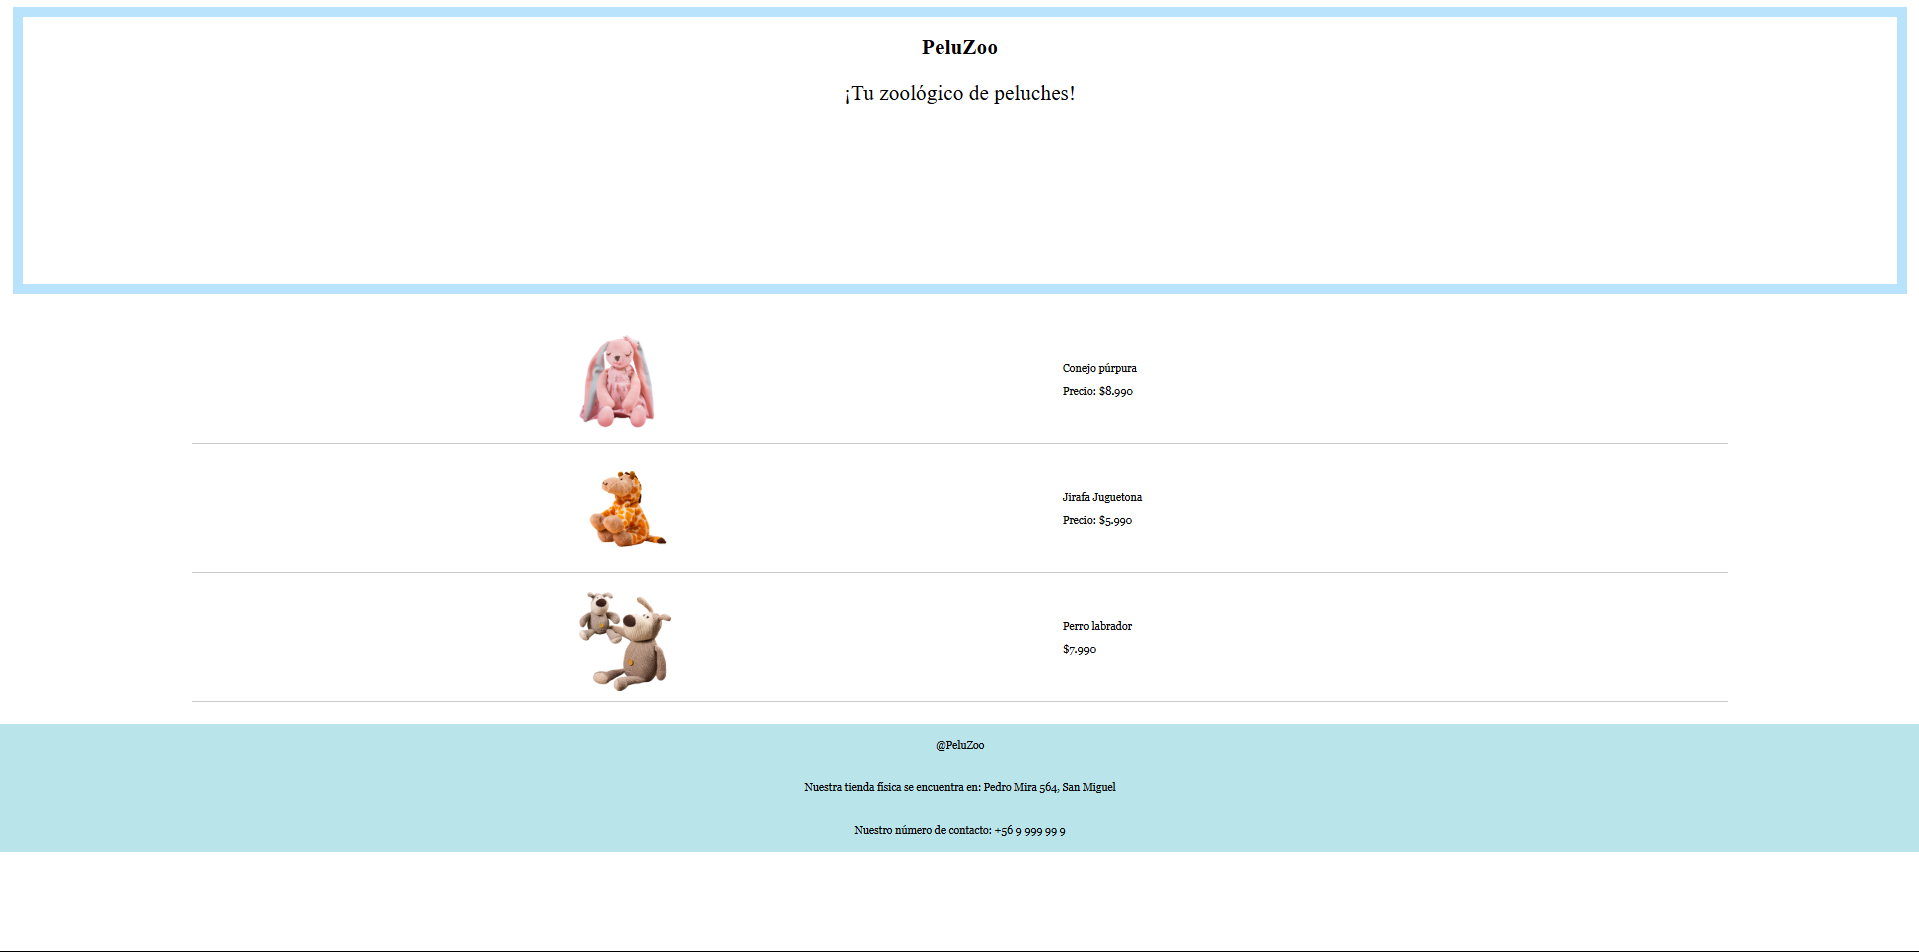 PeluZoo
¡Tu zoológico de peluches!
Conejo púrpura
Precio: $8.990
Jirafa Juguetona
Precio: $5.990
Perro labrador
$7.990
@PeluZoo
Nuestra tienda física se encuentra en: Pedro Mira 564, San Miguel
Nuestro número de contacto: +56 9 999 99 9